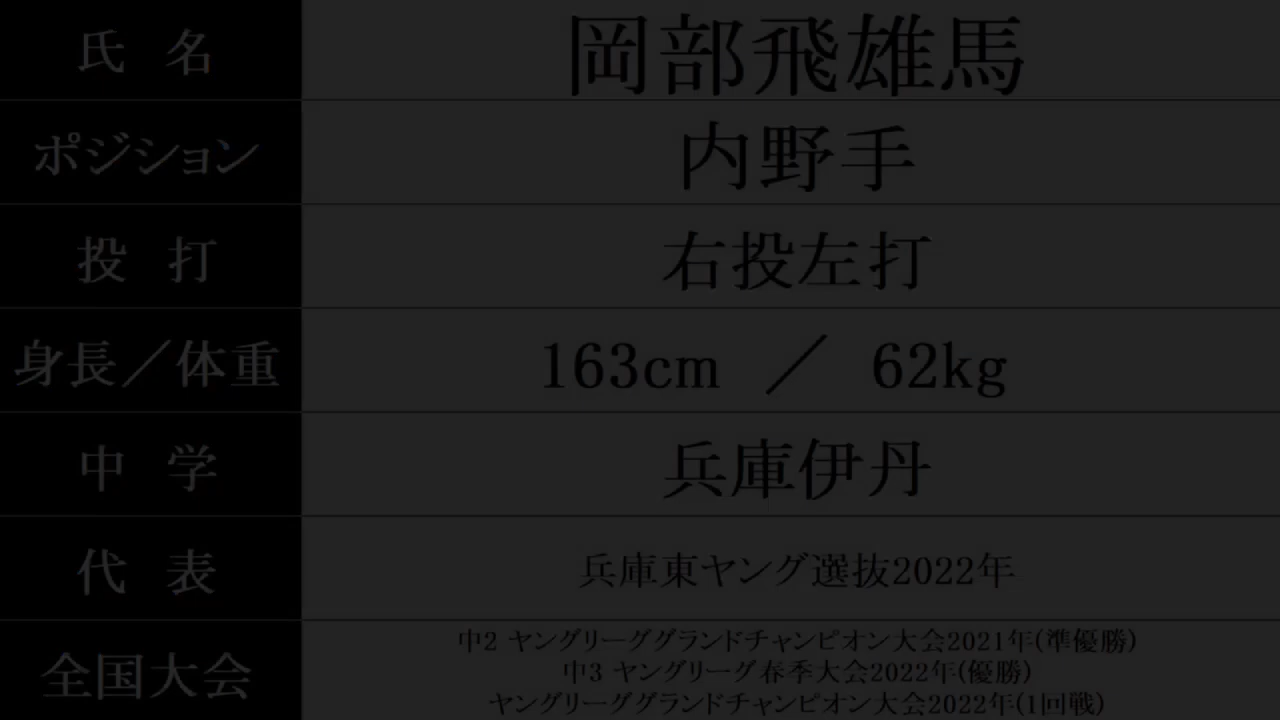 氏 名 岡部飛雄馬
ポジション 内野手
投 打 右投左打
身長／体重 163cm ／ 62kg
中 学 兵庫伊丹
代 表 兵庫東ヤング選抜2022年
全国大会 中2 ヤングリーググランドチャンピオン大会2021年(準優勝)
中3 ヤングリーグ春季大会2022年(優勝)
ヤングリーググランドチャンピオン大会2022年(1回戦)